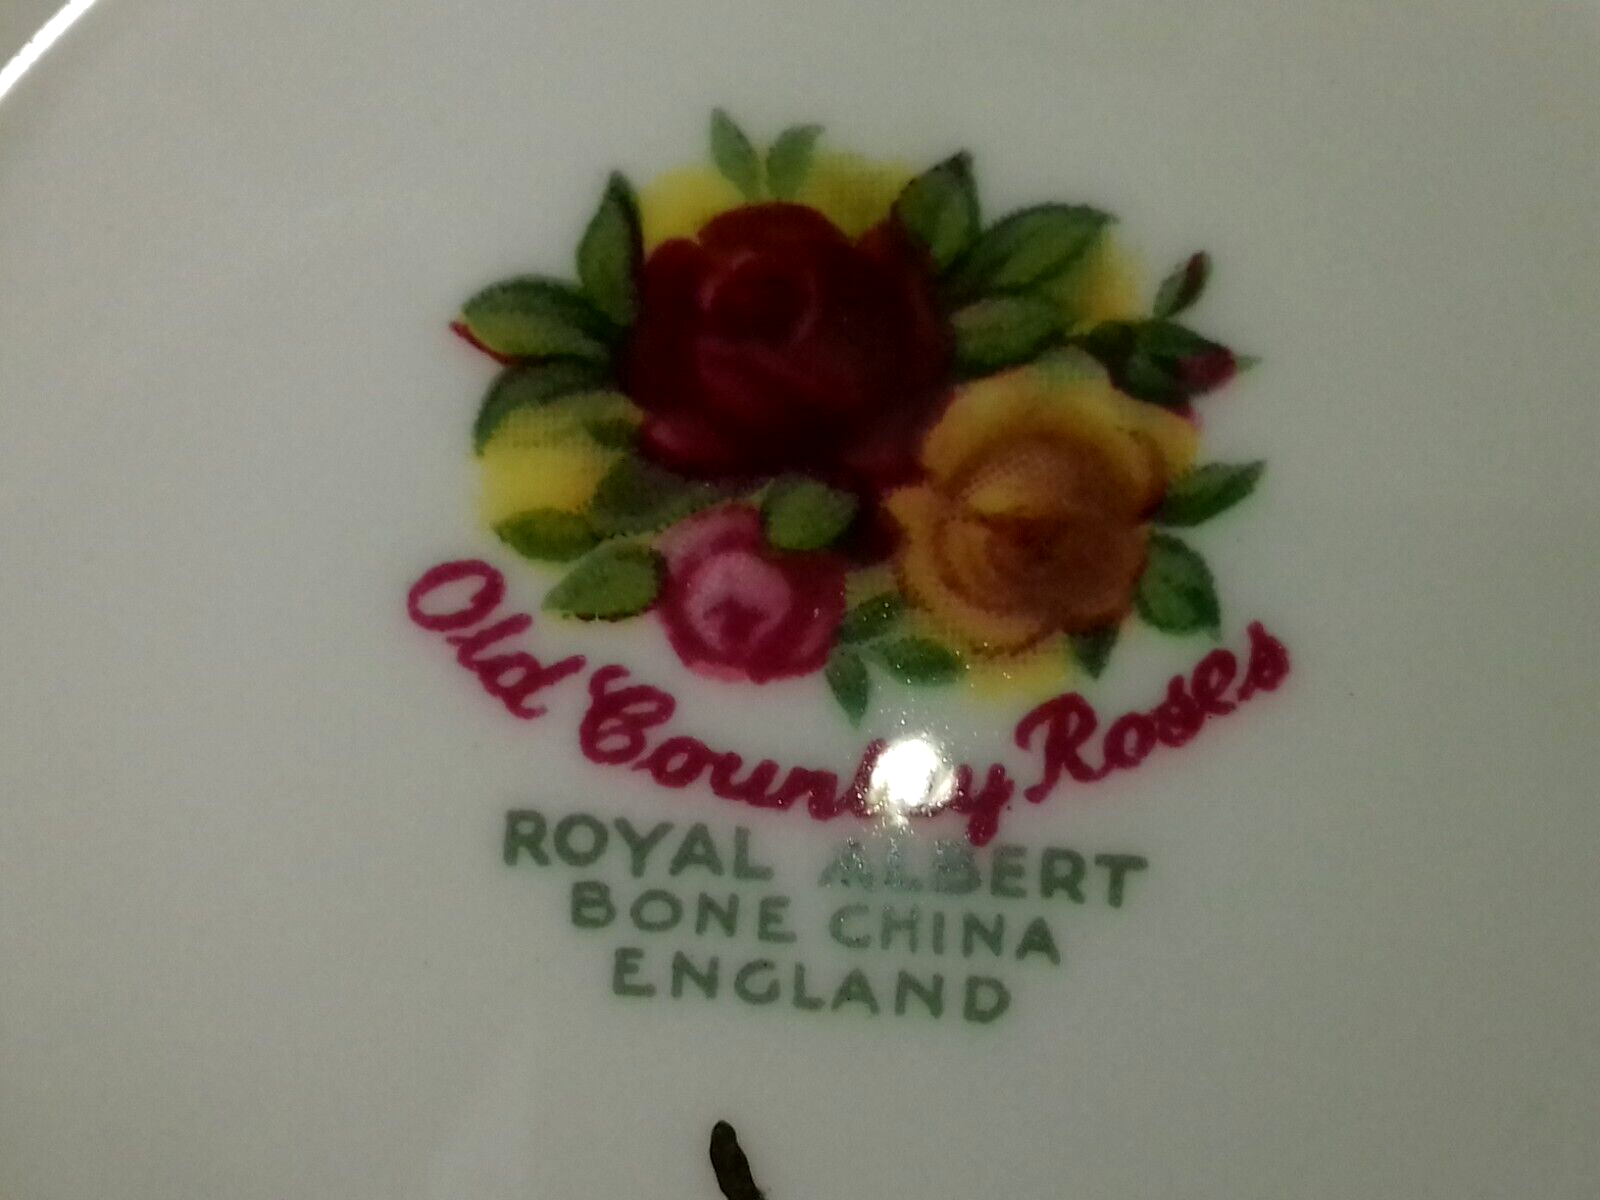 Old Country Roses
ROYAL ALBERT
BONE CHINA
ENGLAND